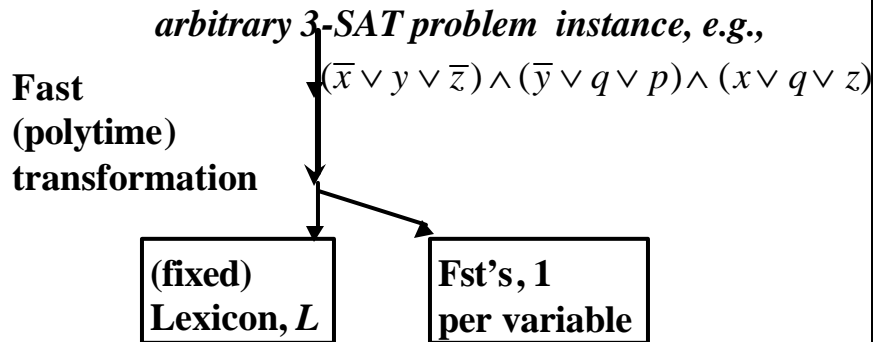 arbitrary 3-SAT problem instance, e.g.,
(x̅ ∨ y ∨ z̅) ∧ (y̅ ∨ q ∨ p) ∧ (x ∨ q ∨ z)
Fast
(polytime)
transformation
(fixed)
Lexicon, L
Fst's, 1
per variable